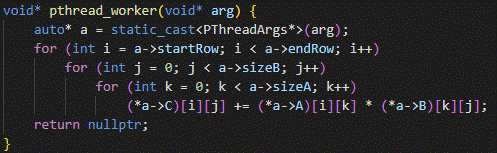 void* pthread_worker(void* arg) {
    auto* a = static_cast<PThreadArgs*>(arg);
    for (int i = a->startRow; i < a->endRow; i++)
        for (int j = 0; j < a->sizeB; j++)
            for (int k = 0; k < a->sizeA; k++)
                (*a->C)[i][j] += (*a->A)[i][k] * (*a->B)[k][j];
    return nullptr;
}